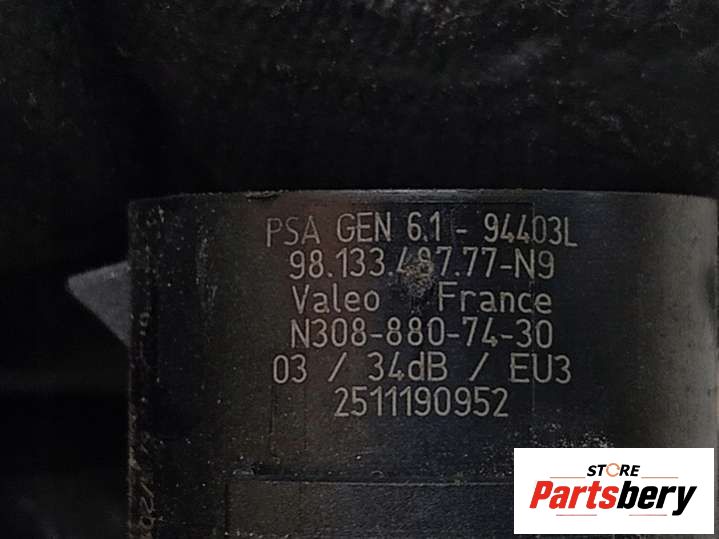 PSA GEN 6.1 - 94403L
98.133.487.77-N9
Valeo France
N308-880-74-30
03 / 34dB / EU3
2511190952
STORE
Partsbery